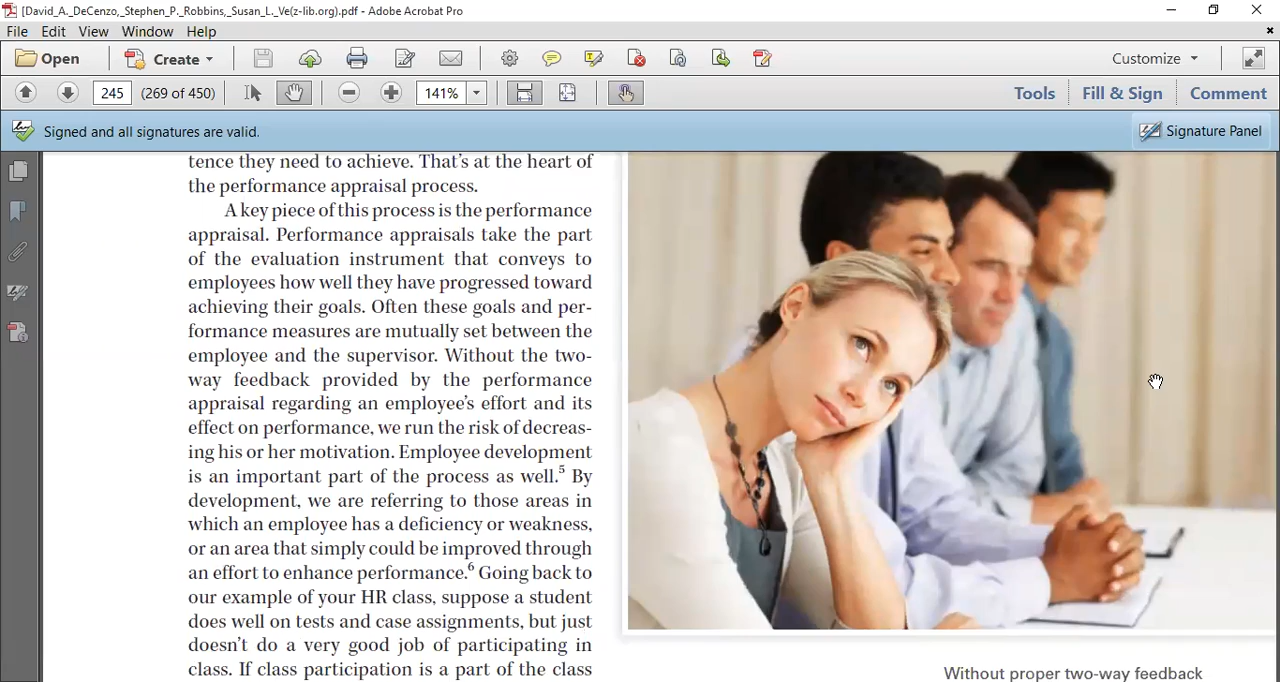 [David_A._DeCenzo,_Stephen_P._Robbins,_Susan_L._Ve(z-lib.org).pdf - Adobe Acrobat Pro
File Edit View Window Help
Open Create Customize
245 (269 of 450) 141% Tools Fill & Sign Comment
Signed and all signatures are valid. Signature Panel
tence they need to achieve. That's at the heart of
the performance appraisal process.
A key piece of this process is the performance
appraisal. Performance appraisals take the part
of the evaluation instrument that conveys to
employees how well they have progressed toward
achieving their goals. Often these goals and per-
formance measures are mutually set between the
employee and the supervisor. Without the two-
way feedback provided by the performance
appraisal regarding an employee's effort and its
effect on performance, we run the risk of decreas-
ing his or her motivation. Employee development
is an important part of the process as well.5 By
development, we are referring to those areas in
which an employee has a deficiency or weakness,
or an area that simply could be improved through
an effort to enhance performance.6 Going back to
our example of your HR class, suppose a student
does well on tests and case assignments, but just
doesn't do a very good job of participating in
class. If class participation is a part of the class
Without proper two-way feedback